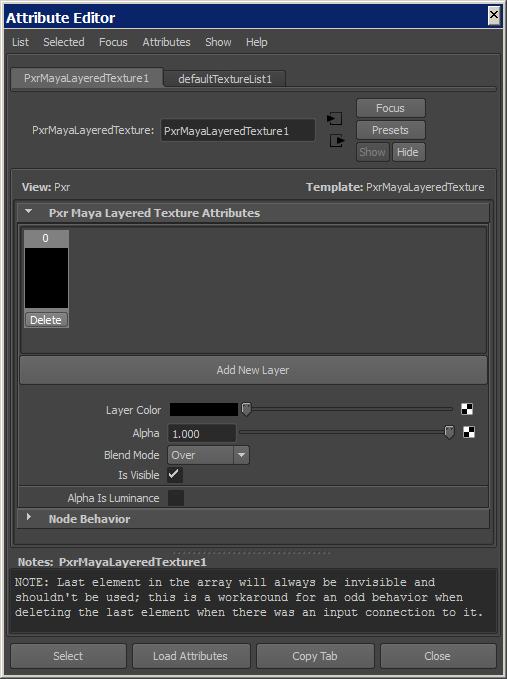 Attribute Editor
List Selected Focus Attributes Show Help
PxrMayaLayeredTexture1 defaultTextureList1
Focus
PxrMayaLayeredTexture: PxrMayaLayeredTexture1 Presets
Show Hide
View: Pxr Template: PxrMayaLayeredTexture
Pxr Maya Layered Texture Attributes
0
Delete
Add New Layer
Layer Color
Alpha 1.000
Blend Mode Over
Is Visible
Alpha Is Luminance
Node Behavior
Notes: PxrMayaLayeredTexture1
NOTE: Last element in the array will always be invisible and
shouldn't be used; this is a workaround for an odd behavior when
deleting the last element when there was an input connection to it.
Select Load Attributes Copy Tab Close